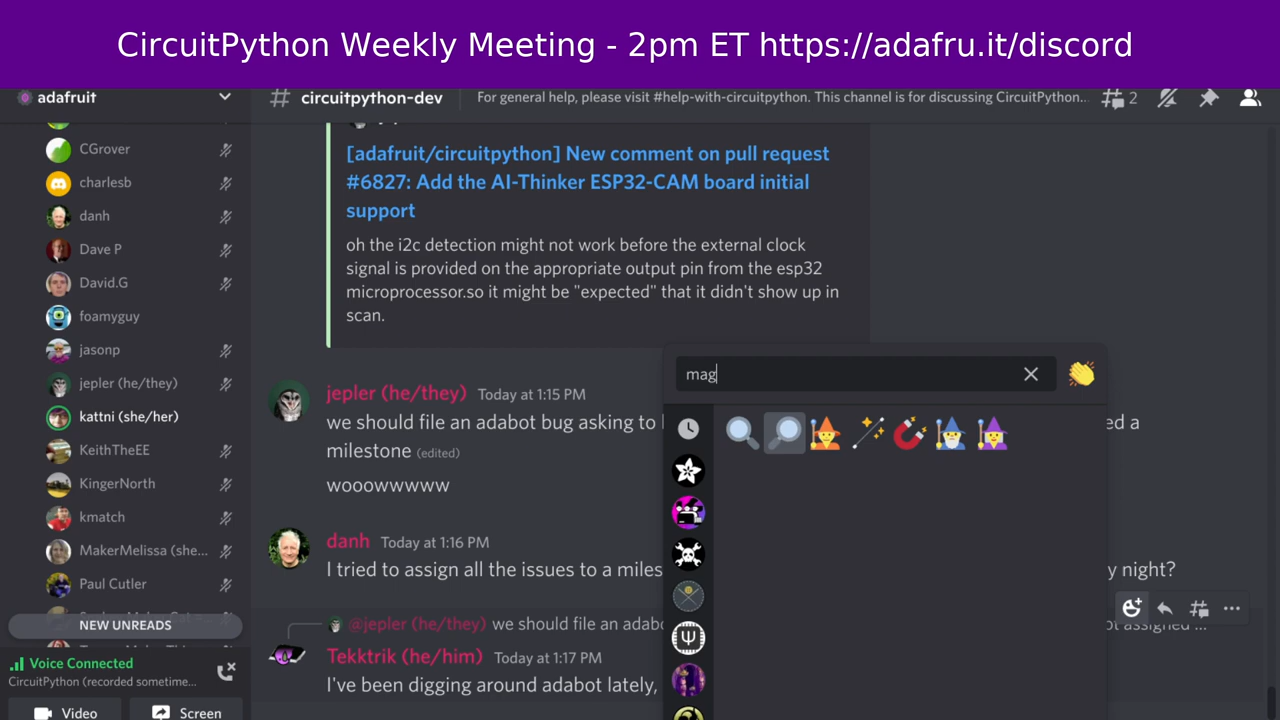 CircuitPython Weekly Meeting - 2pm ET https://adafru.it/discord
adafruit
# circuitpython-dev
For general help, please visit #help-with-circuitpython. This channel is for discussing CircuitPython...
2
CGrover
charlesb
danh
Dave P
David.G
foamyguy
jasonp
jepler (he/they)
kattni (she/her)
KeithTheEE
KingerNorth
kmatch
MakerMelissa (she...
Paul Cutler
NEW UNREADS
Voice Connected
CircuitPython (recorded sometime...
Video
Screen
[adafruit/circuitpython] New comment on pull request
#6827: Add the AI-Thinker ESP32-CAM board initial
support
oh the i2c detection might not work before the external clock
signal is provided on the appropriate output pin from the esp32
microprocessor.so it might be "expected" that it didn't show up in
scan.
jepler (he/they) Today at 1:15 PM
we should file an adabot bug asking to
ed a
milestone (edited)
wooowwwww
danh Today at 1:16 PM
I tried to assign all the issues to a miles
y night?
@jepler (he/they) we should file an adab
assigned ...
Tekktrik (he/him) Today at 1:17 PM
I've been digging around adabot lately,
mag